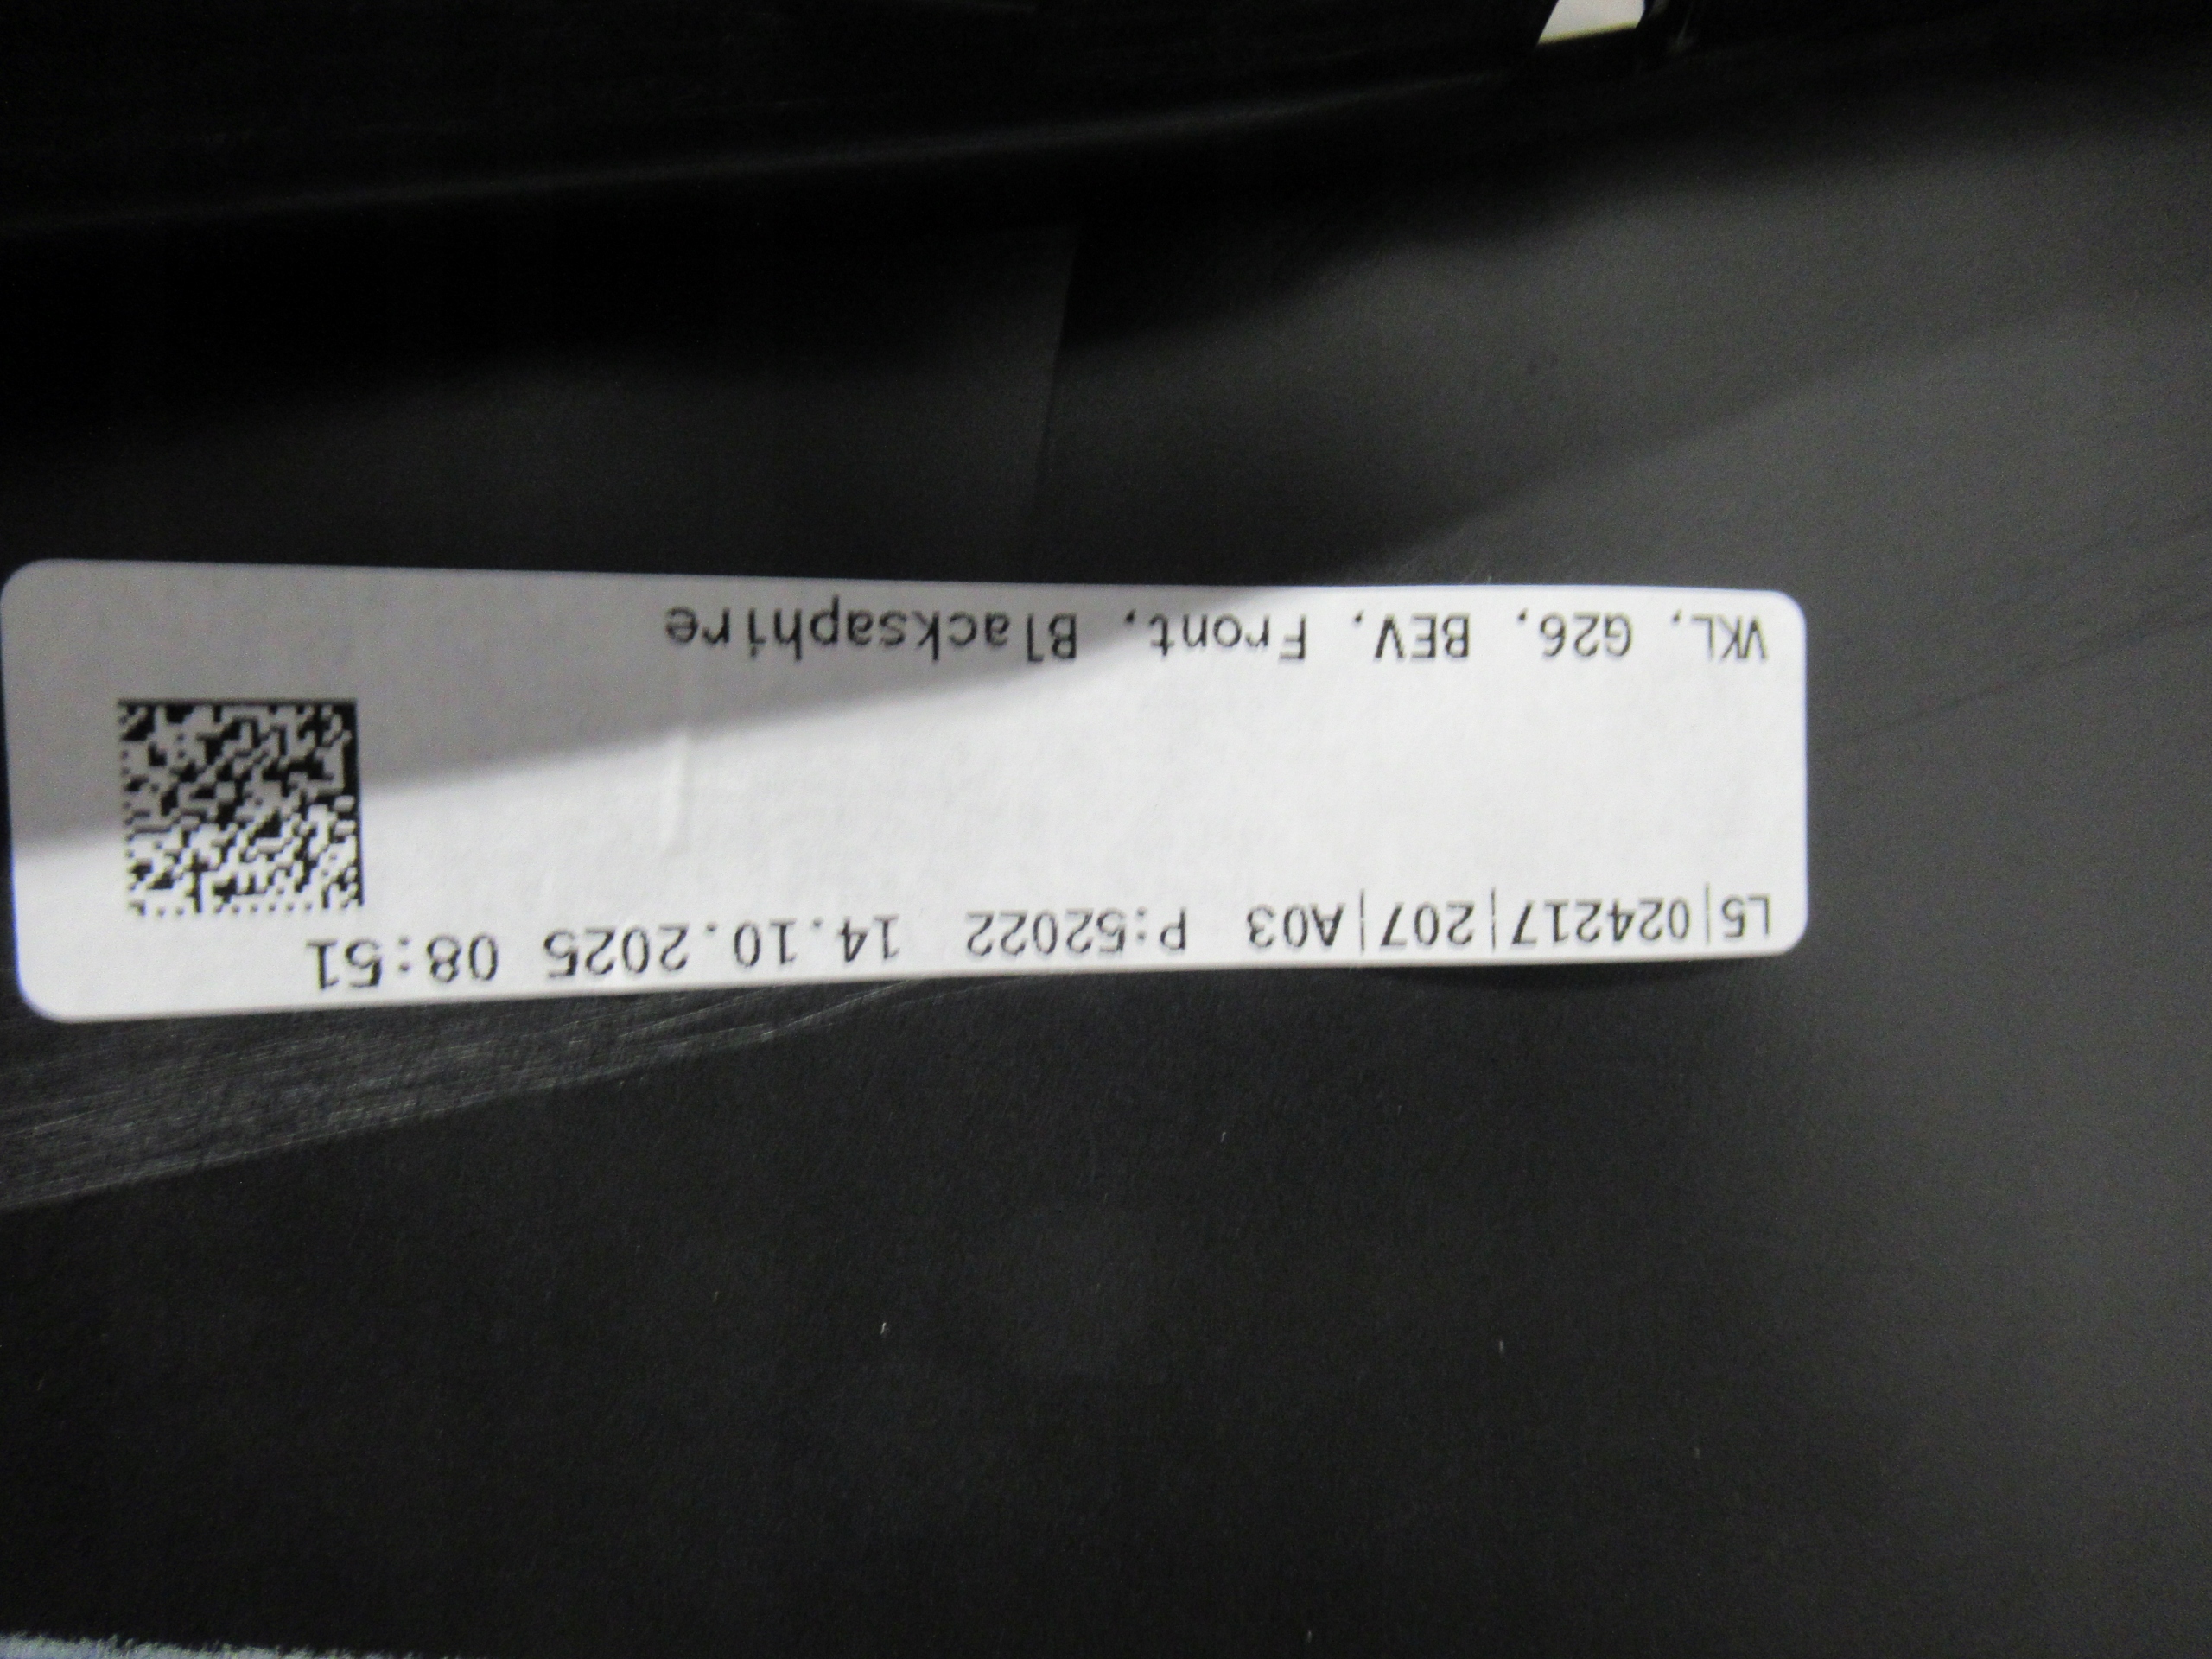 L5|024217|207|A03 P:52022 14.10.2025 08:51
VKL, G26, BEV, Front, Blacksaphire